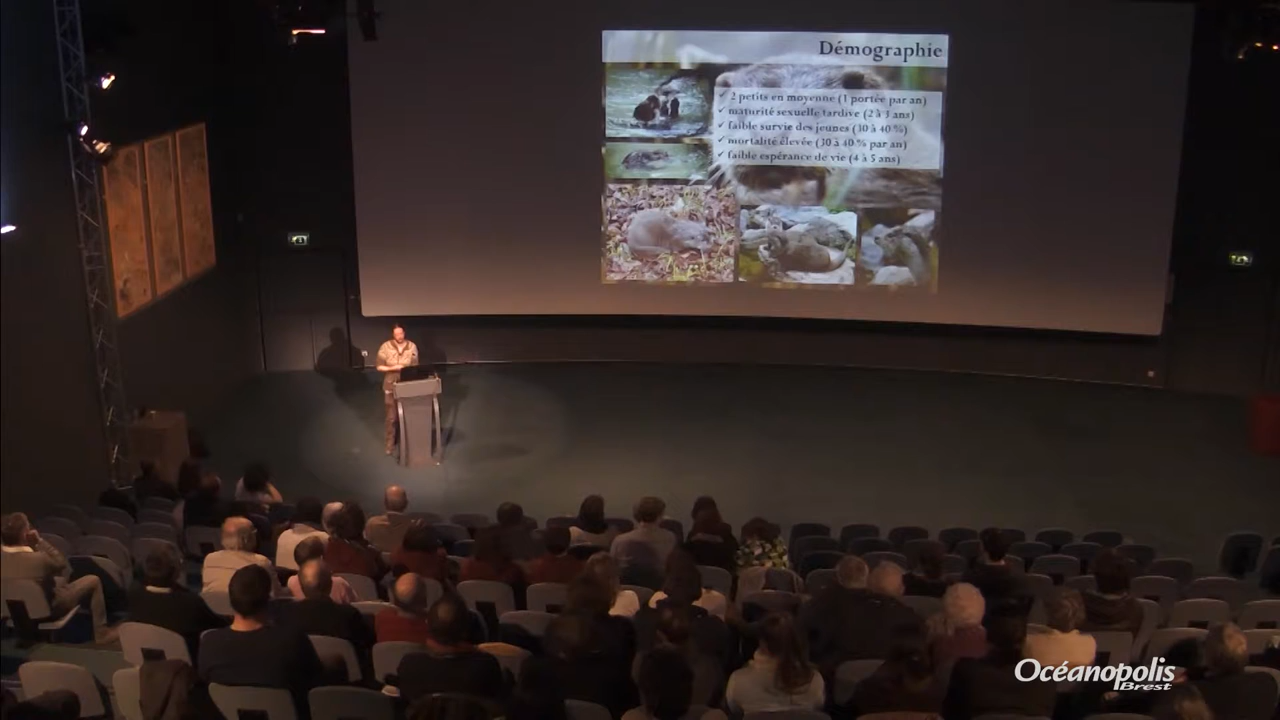 Démographie
✓ 2 petits en moyenne (1 portée par an)
✓ maturité sexuelle tardive (2 à 3 ans)
✓ faible survie des jeunes (30 à 40 %)
✓ mortalité élevée (30 à 40 % par an)
✓ faible espérance de vie (4 à 5 ans)
Océanopolis
Brest